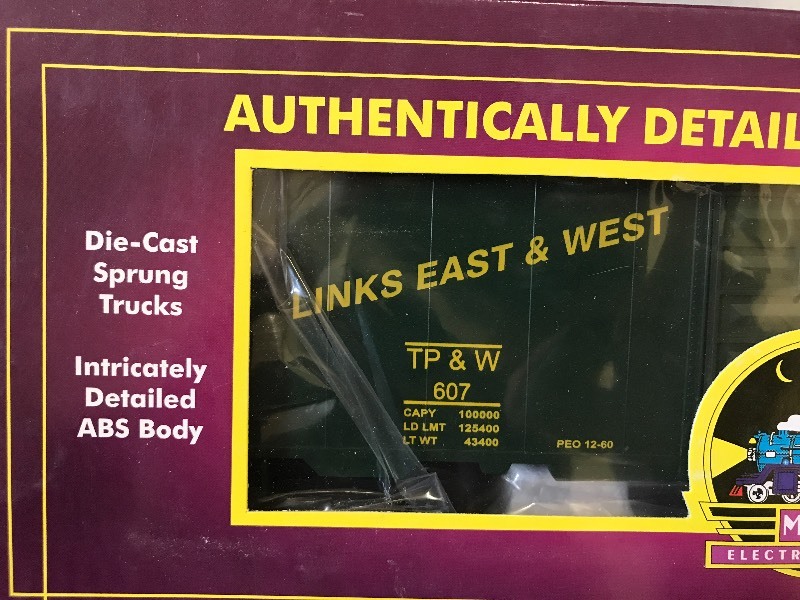 AUTHENTICALLY DETAIL
Die-Cast
Sprung
Trucks
Intricately
Detailed
ABS Body
LINKS EAST & WEST
TP & W
607
CAPY 100000
LD LMT 125400
LT WT 43400
PEO 12-60
M
ELECTR